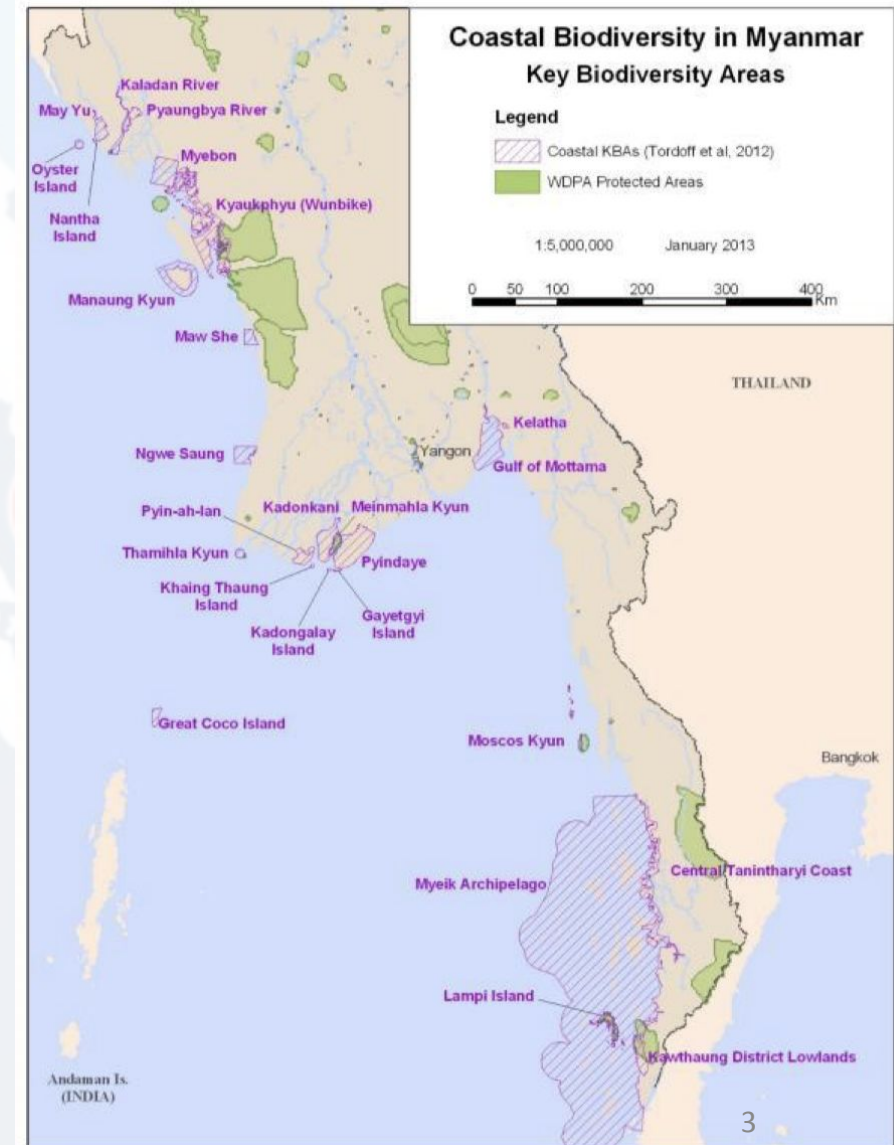 Coastal Biodiversity in Myanmar
Key Biodiversity Areas
Legend
Coastal KBAs (Tordoff et al, 2012)
WDPA Protected Areas
1:5,000,000 January 2013
0 50 100 200 300 400
Km
Kaladan River
May Yu
Pyaungbya River
Oyster
Island
Myebon
Nantha
Island
Kyaukphyu (Wunbike)
Manaung Kyun
Maw She
THAILAND
Kelatha
Ngwe Saung
Yangon
Gulf of Mottama
Pyin-ah-lan
Kadonkani
Meinmahla Kyun
Thamihla Kyun
Pyindaye
Khaing Thaung
Island
Gayetgyi
Island
Kadongalay
Island
Great Coco Island
Moscos Kyun
Bangkok
Myeik Archipelago
Central Tanintharyi Coast
Lampi Island
Kawthaung District Lowlands
Andaman Is.
(INDIA)
3